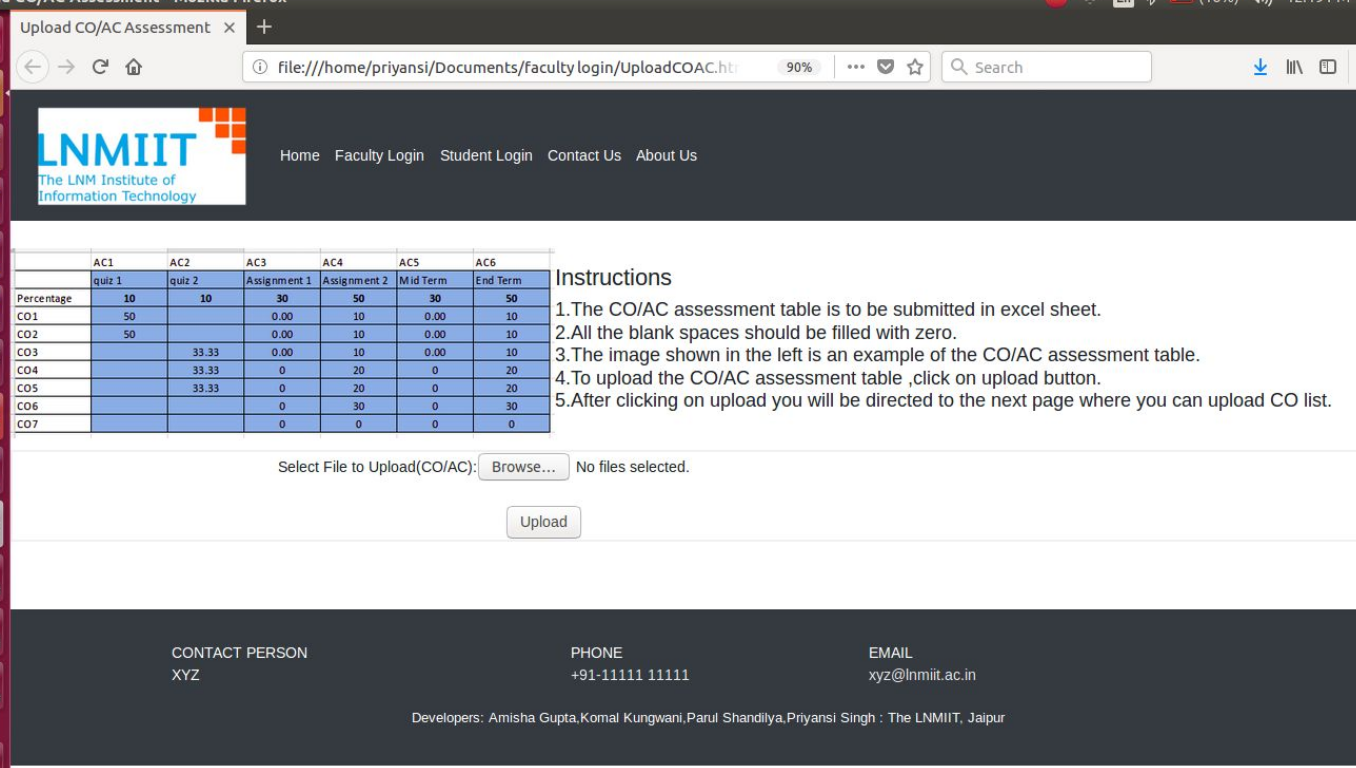 CO/AC Assessment - Mozilla Firefox
Upload CO/AC Assessment × +
file:///home/priyansi/Documents/faculty login/UploadCOAC.ht 90% Search
LNMIIT
The LNM Institute of
Information Technology
Home Faculty Login Student Login Contact Us About Us
AC1 AC2 AC3 AC4 AC5 AC6
quiz 1 quiz 2 Assignment 1 Assignment 2 Mid Term End Term
Percentage 10 10 30 50 30 50
CO1 50 0.00 10 0.00 10
CO2 50 0.00 10 0.00 10
CO3 33.33 0.00 10 0.00 10
CO4 33.33 0 20 0 20
CO5 33.33 0 20 0 20
CO6 0 30 0 30
CO7 0 0 0 0
Instructions
1.The CO/AC assessment table is to be submitted in excel sheet.
2.All the blank spaces should be filled with zero.
3.The image shown in the left is an example of the CO/AC assessment table.
4.To upload the CO/AC assessment table ,click on upload button.
5.After clicking on upload you will be directed to the next page where you can upload CO list.
Select File to Upload(CO/AC): Browse... No files selected.
Upload
CONTACT PERSON PHONE EMAIL
XYZ +91-11111 11111 xyz@lnmiit.ac.in
Developers: Amisha Gupta,Komal Kungwani,Parul Shandilya,Priyansi Singh : The LNMIIT, Jaipur